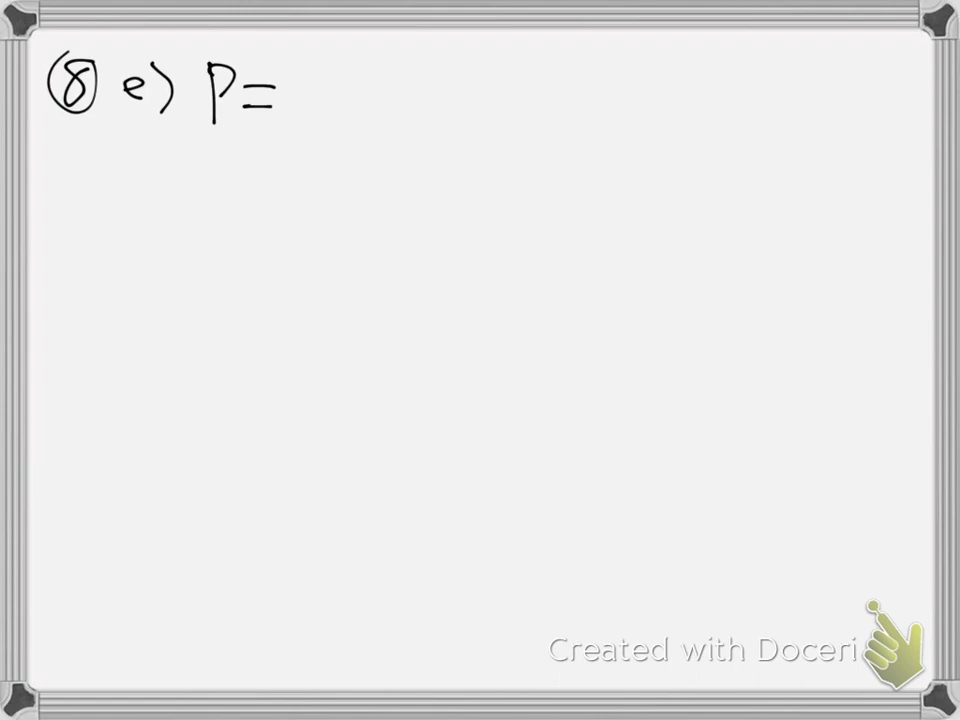 ⑧ e) P=
Created with Doceri